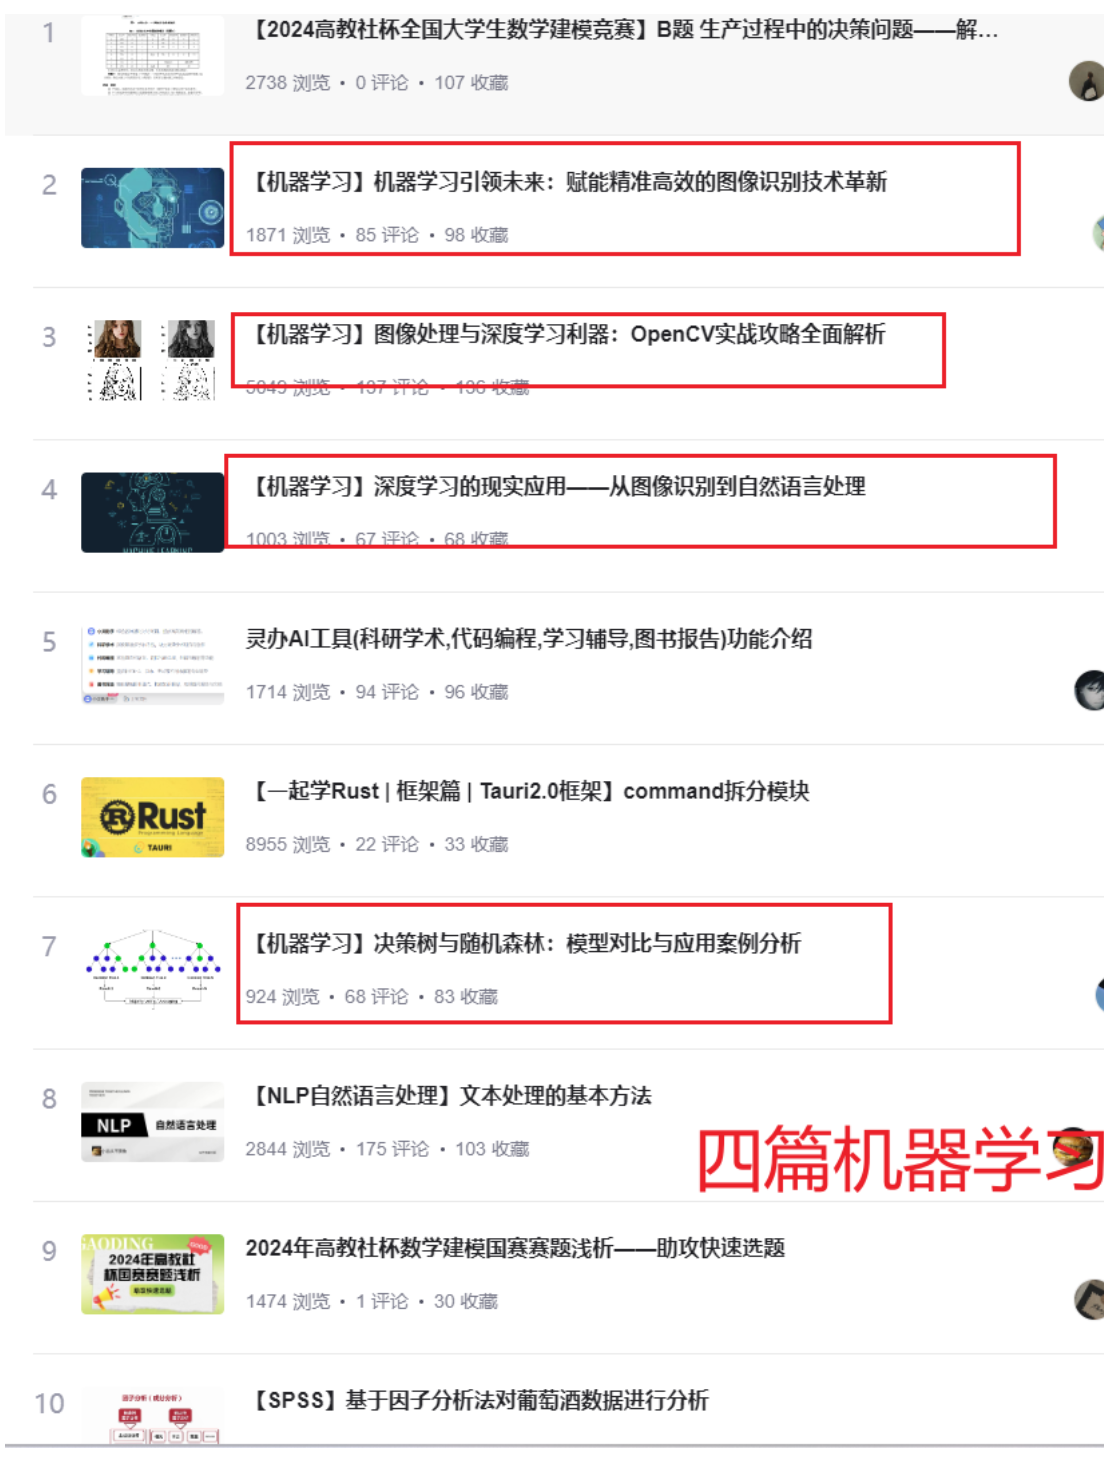 1
【2024高教社杯全国大学生数学建模竞赛】B题 生产过程中的决策问题——解…
2738 浏览 • 0 评论 • 107 收藏
2
【机器学习】机器学习引领未来：赋能精准高效的图像识别技术革新
1871 浏览 • 85 评论 • 98 收藏
3
【机器学习】图像处理与深度学习利器：OpenCV实战攻略全面解析
5049 浏览 • 137 评论 • 136 收藏
4
【机器学习】深度学习的现实应用——从图像识别到自然语言处理
1003 浏览 • 67 评论 • 68 收藏
MACHINE LEARNING
5
灵办AI工具(科研学术,代码编程,学习辅导,图书报告)功能介绍
1714 浏览 • 94 评论 • 96 收藏
6
Rust
Programming Language
TAURI
【一起学Rust | 框架篇 | Tauri2.0框架】command拆分模块
8955 浏览 • 22 评论 • 33 收藏
7
【机器学习】决策树与随机森林：模型对比与应用案例分析
924 浏览 • 68 评论 • 83 收藏
8
NLP 自然语言处理
【NLP自然语言处理】文本处理的基本方法
2844 浏览 • 175 评论 • 103 收藏
四篇机器学习
9
GAODING
2024年高教社
杯国赛赛题浅析
2024年高教社杯数学建模国赛赛题浅析——助攻快速选题
1474 浏览 • 1 评论 • 30 收藏
10
因子分析（成分分析）
【SPSS】基于因子分析法对葡萄酒数据进行分析